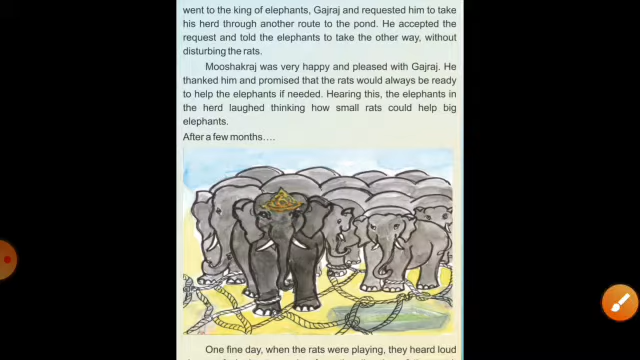 went to the king of elephants, Gajraj and requested him to take
his herd through another route to the pond. He accepted the
request and told the elephants to take the other way, without
disturbing the rats.
Mooshakraj was very happy and pleased with Gajraj. He
thanked him and promised that the rats would always be ready
to help the elephants if needed. Hearing this, the elephants in
the herd laughed thinking how small rats could help big
elephants.
After a few months....
One fine day, when the rats were playing, they heard loud